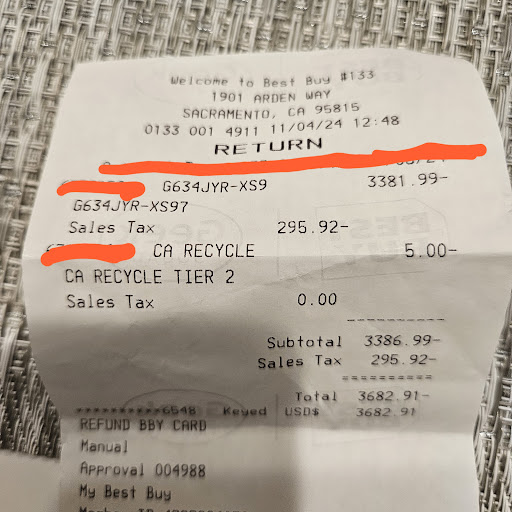 Welcome to Best Buy #133
1901 ARDEN WAY
SACRAMENTO, CA 95815
0133 001 4911 11/04/24 12:48
RETURN
G634JYR-XS9 3381.99-
G634JYR-XS97
Sales Tax 295.92-
CA RECYCLE 5.00-
CA RECYCLE TIER 2
Sales Tax 0.00
----------
Subtotal 3386.99-
Sales Tax 295.92-
==========
Total 3682.91-
**********6548 Keyed USD$ 3682.91
REFUND BBY CARD
Manual
Approval 004988
My Best Buy